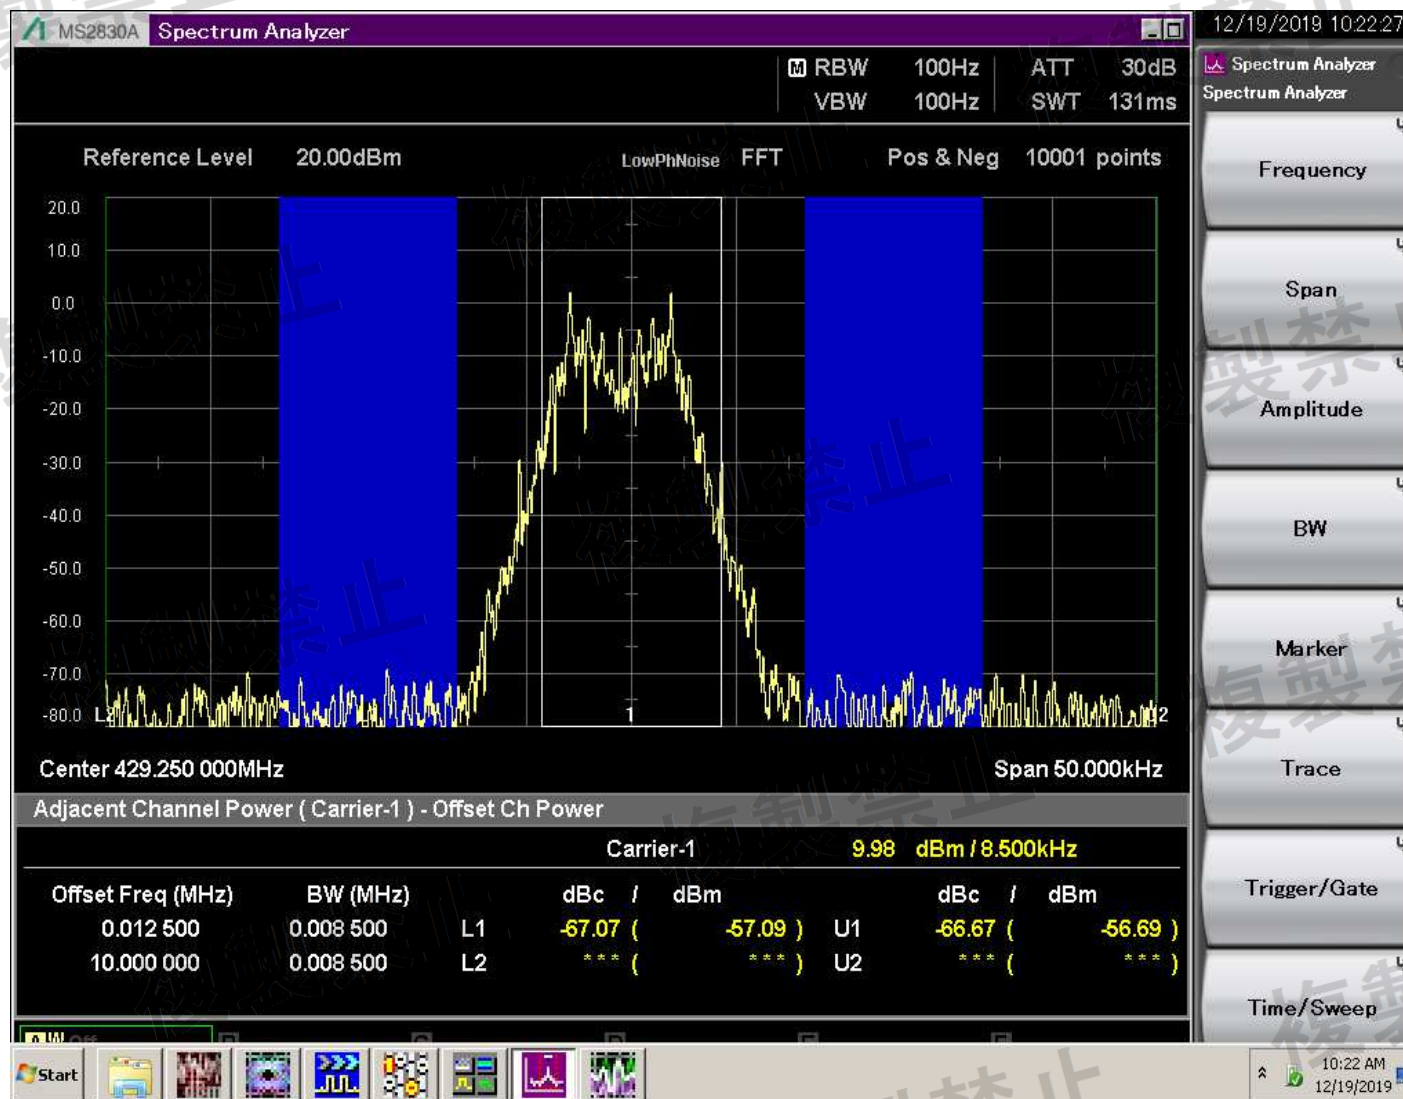 MS2830A Spectrum Analyzer
12/19/2019 10:22:27
M RBW 100Hz ATT 30dB
VBW 100Hz SWT 131ms
Spectrum Analyzer
Spectrum Analyzer
Reference Level 20.00dBm LowPhNoise FFT Pos & Neg 10001 points
20.0
10.0
0.0
-10.0
-20.0
-30.0
-40.0
-50.0
-60.0
-70.0
-80.0
L2
1
Center 429.250 000MHz Span 50.000kHz
Adjacent Channel Power ( Carrier-1 ) - Offset Ch Power
Carrier-1 9.98 dBm / 8.500kHz
Offset Freq (MHz) BW (MHz) dBc / dBm dBc / dBm
0.012 500 0.008 500 L1 -67.07 ( -57.09 ) U1 -66.67 ( -56.69 )
10.000 000 0.008 500 L2 * * * ( * * * ) U2 * * * ( * * * )
Frequency
Span
Amplitude
BW
Marker
Trace
Trigger/Gate
Time/Sweep
Start
10:22 AM
12/19/2019
複製禁止